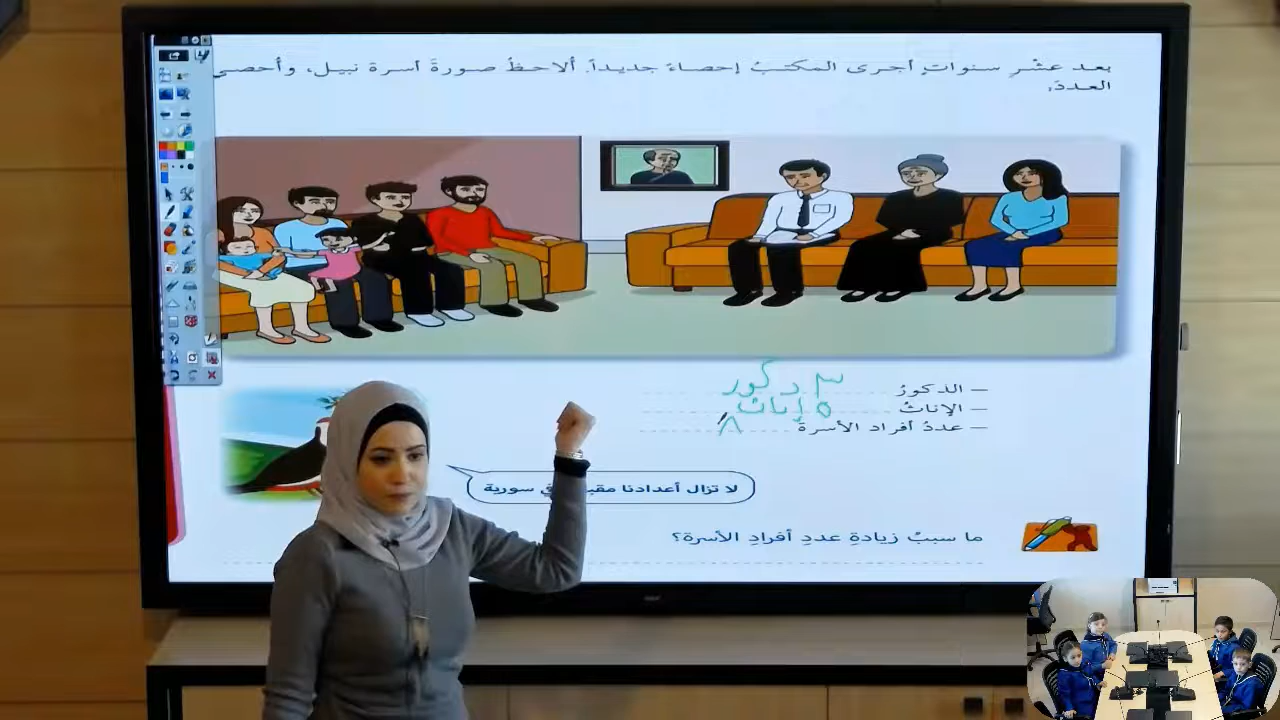 بعد عشْرِ سنواتٍ أجرى المكتبُ إحصاءً جديداً. ألاحظُ صورةَ أسرة نبيل، وأحصي
العددَ:
– الذكورُ ٣ ذكور
– الإناثُ ٥ إناث
– عددُ أفراد الأسرة ٨
لا تزال أعدادنا في سورية
ما سببُ زيادةِ عددِ أفرادِ الأسرة؟